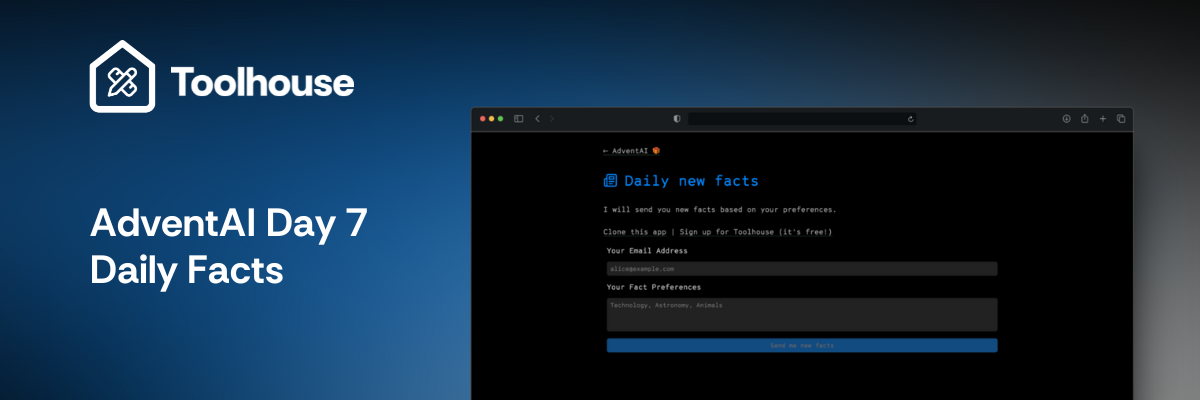 Toolhouse
AdventAI Day 7
Daily Facts
← AdventAI
Daily new facts
I will send you new facts based on your preferences.
Clone this app | Sign up for Toolhouse (it's free!)
Your Email Address
alice@example.com
Your Fact Preferences
Technology, Astronomy, Animals
Send me new facts